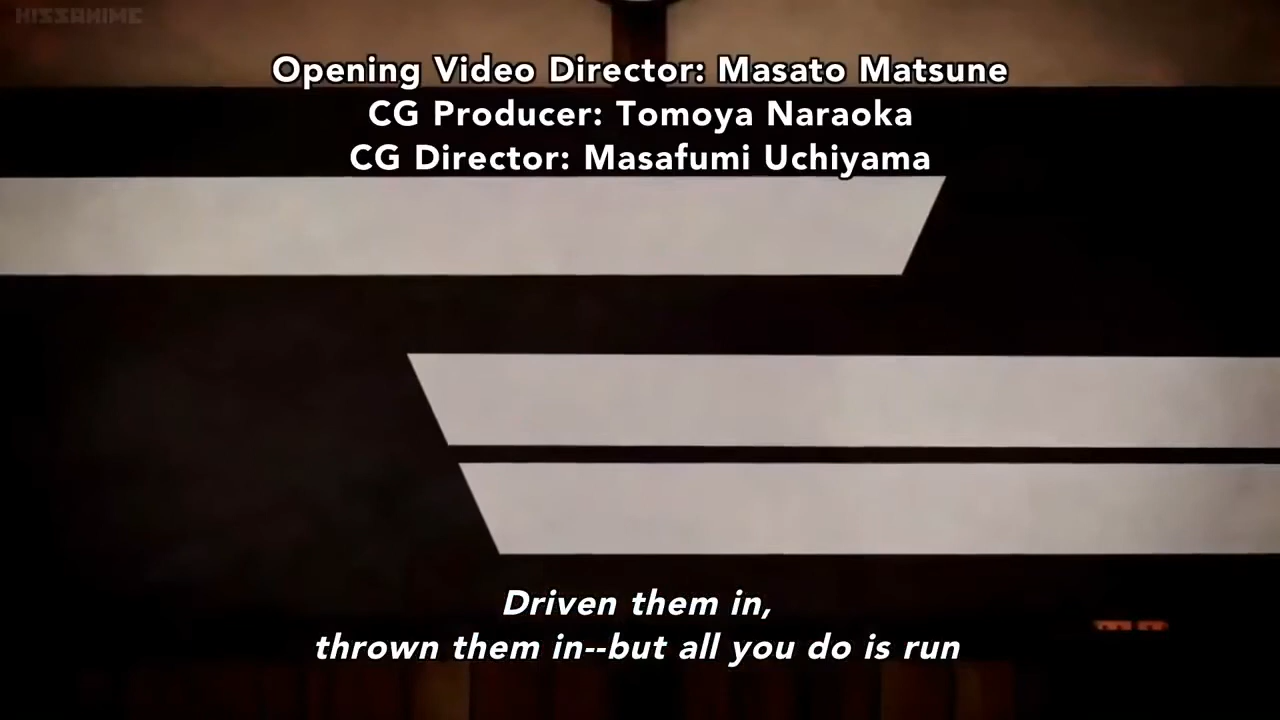 KISSANIME
Opening Video Director: Masato Matsune
CG Producer: Tomoya Naraoka
CG Director: Masafumi Uchiyama
Driven them in,
thrown them in--but all you do is run